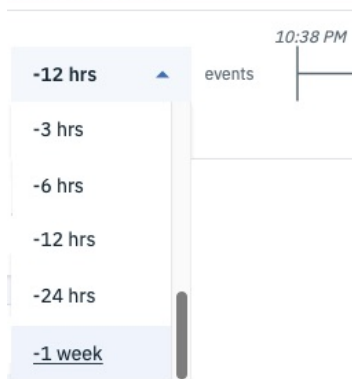 10:38 PM
-12 hrs events
-3 hrs
-6 hrs
-12 hrs
-24 hrs
-1 week